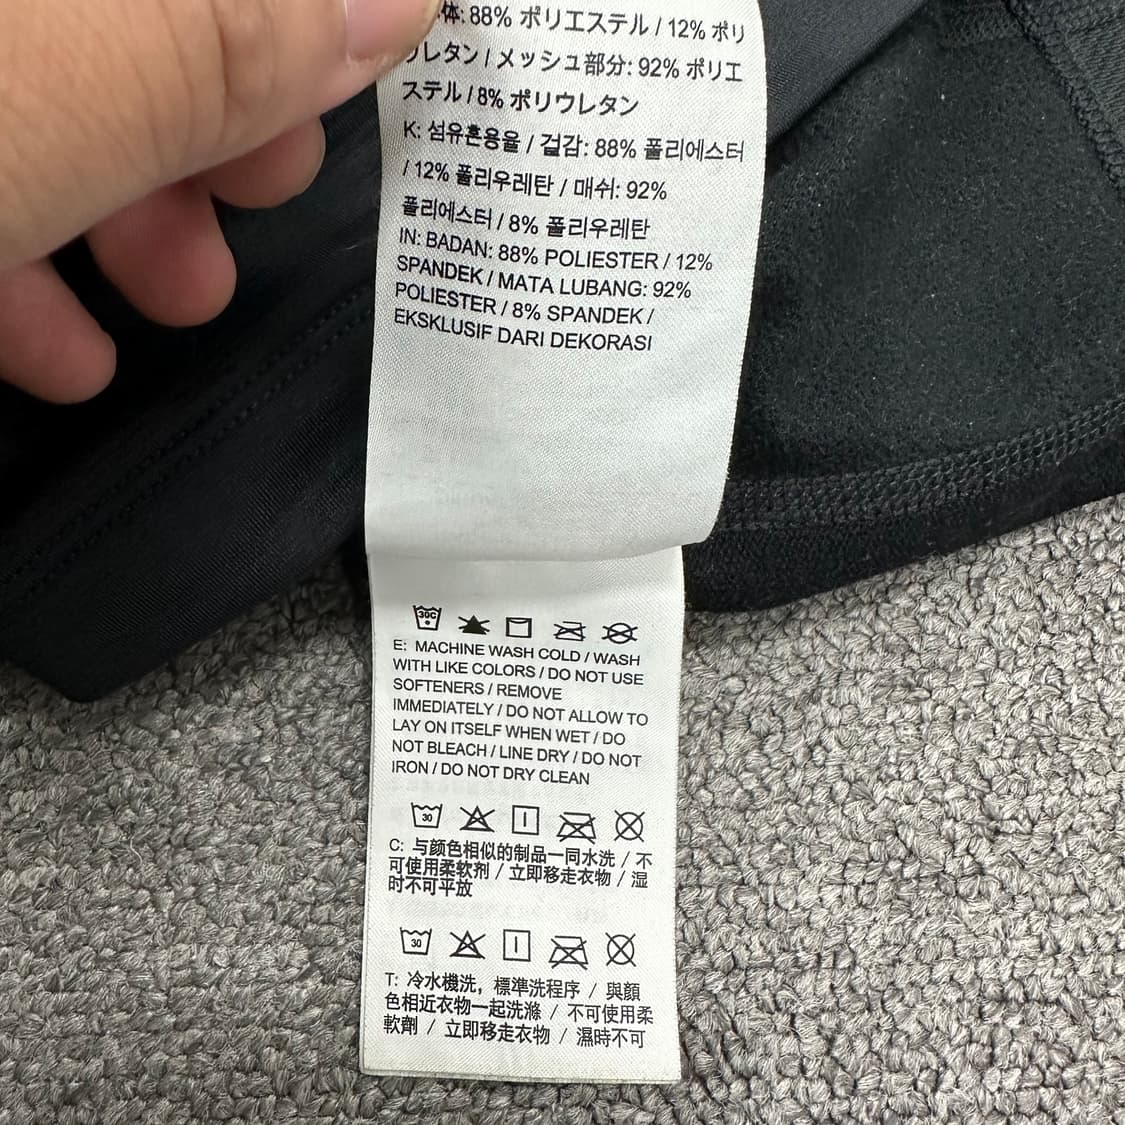 体: 88% ポリエステル / 12% ポリ
ウレタン / メッシュ部分: 92% ポリエ
ステル / 8% ポリウレタン
K: 섬유혼용율 / 겉감: 88% 폴리에스터
/ 12% 폴리우레탄 / 매쉬: 92%
폴리에스터 / 8% 폴리우레탄
IN: BADAN: 88% POLIESTER / 12%
SPANDEK / MATA LUBANG: 92%
POLIESTER / 8% SPANDEK /
EKSKLUSIF DARI DEKORASI
30C
E: MACHINE WASH COLD / WASH
WITH LIKE COLORS / DO NOT USE
SOFTENERS / REMOVE
IMMEDIATELY / DO NOT ALLOW TO
LAY ON ITSELF WHEN WET / DO
NOT BLEACH / LINE DRY / DO NOT
IRON / DO NOT DRY CLEAN
30
C: 与颜色相似的制品一同水洗 / 不
可使用柔软剂 / 立即移走衣物 / 湿
时不可平放
30
T: 冷水機洗，標準洗程序 / 與顏
色相近衣物一起洗滌 / 不可使用柔
軟劑 / 立即移走衣物 / 濕時不可